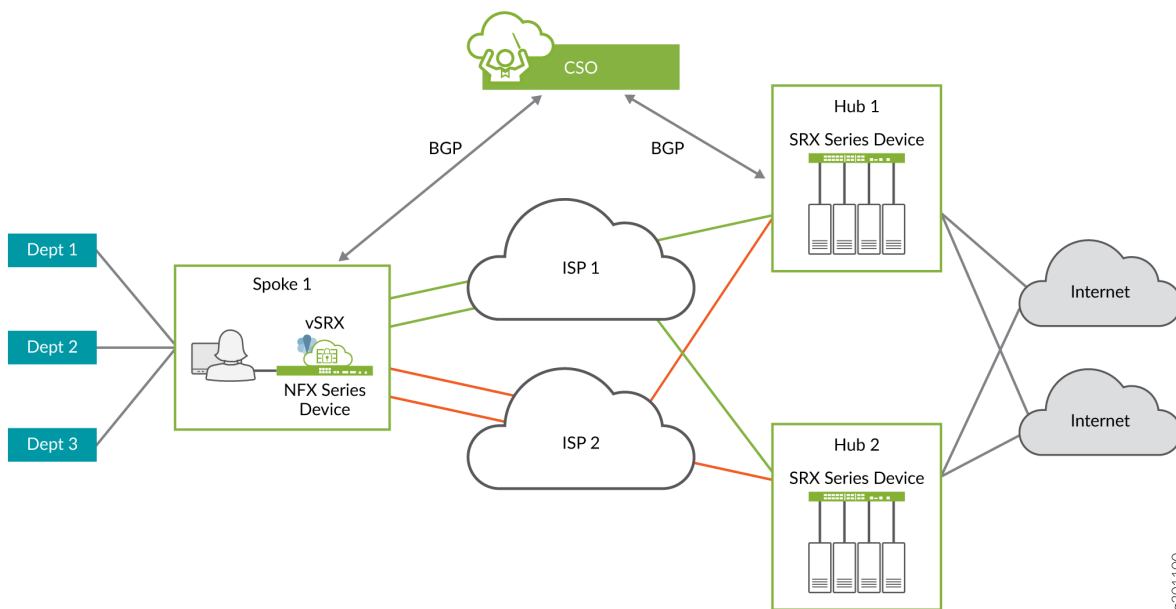 CSO
BGP
BGP
Hub 1
SRX Series Device
Dept 1
Dept 2
Dept 3
Spoke 1
vSRX
NFX Series
Device
ISP 1
ISP 2
Internet
Internet
Hub 2
SRX Series Device